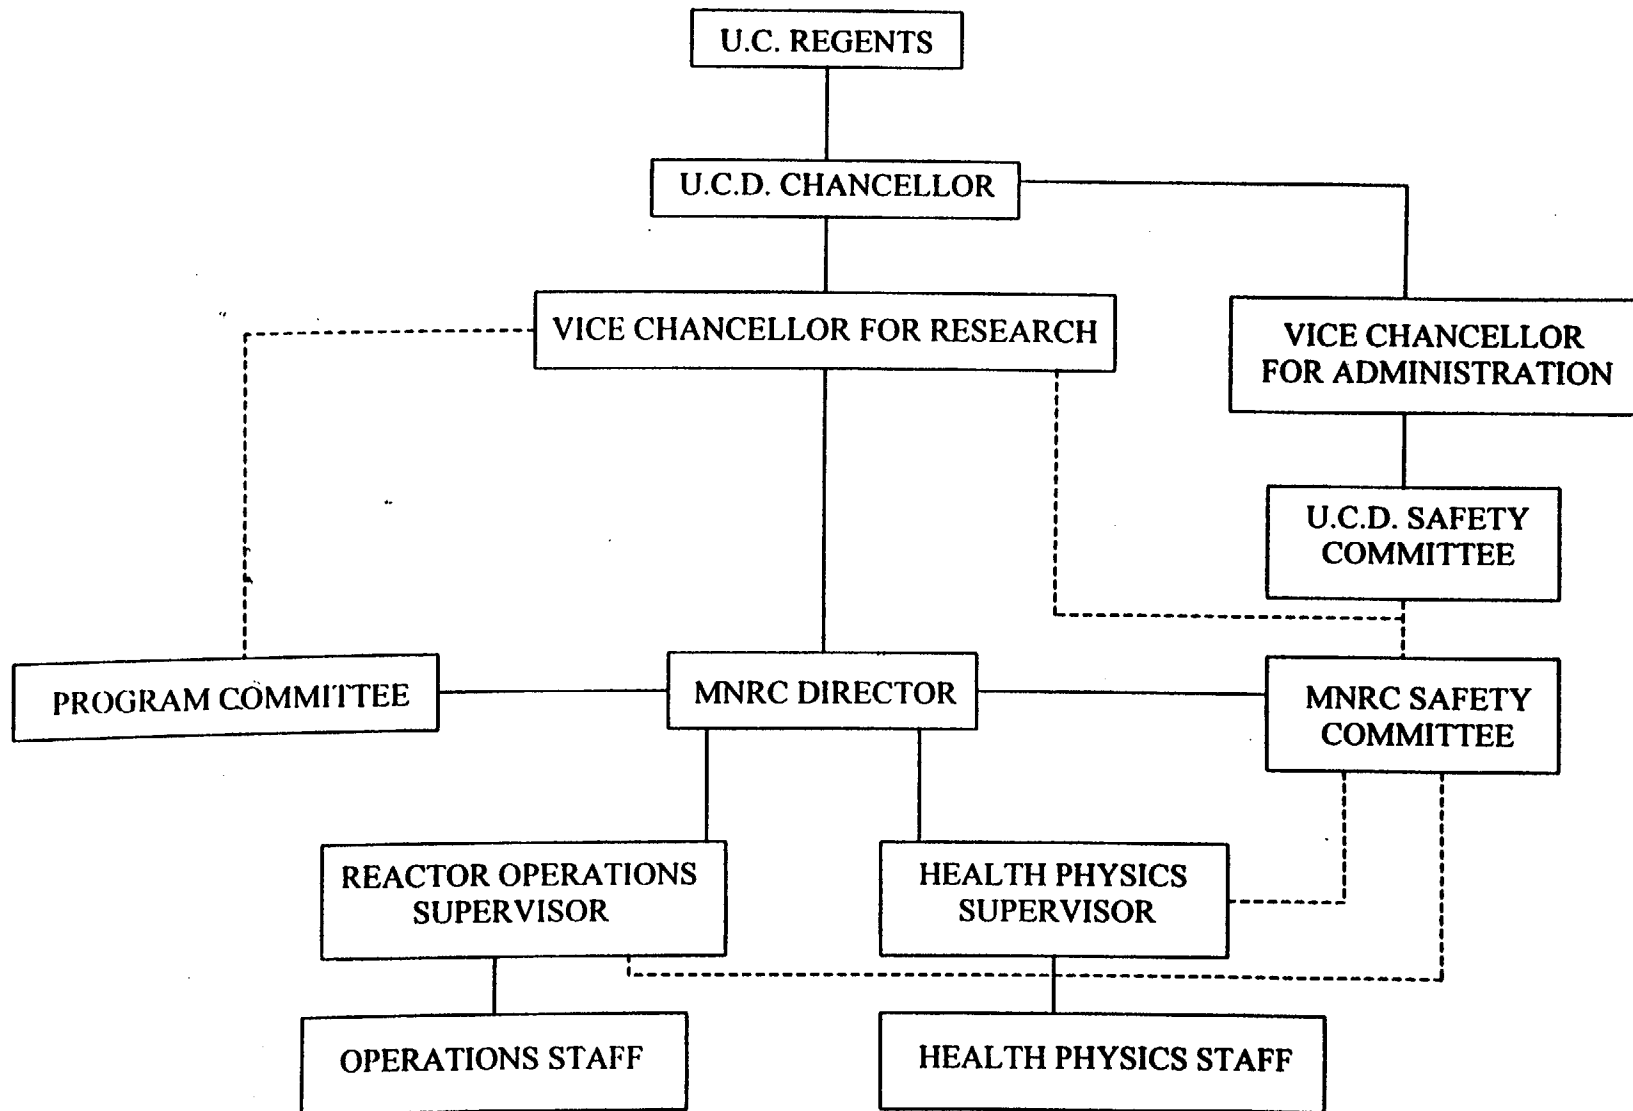 U.C. REGENTS
U.C.D. CHANCELLOR
VICE CHANCELLOR FOR RESEARCH
VICE CHANCELLOR
FOR ADMINISTRATION
U.C.D. SAFETY
COMMITTEE
PROGRAM COMMITTEE
MNRC DIRECTOR
MNRC SAFETY
COMMITTEE
REACTOR OPERATIONS
SUPERVISOR
HEALTH PHYSICS
SUPERVISOR
OPERATIONS STAFF
HEALTH PHYSICS STAFF